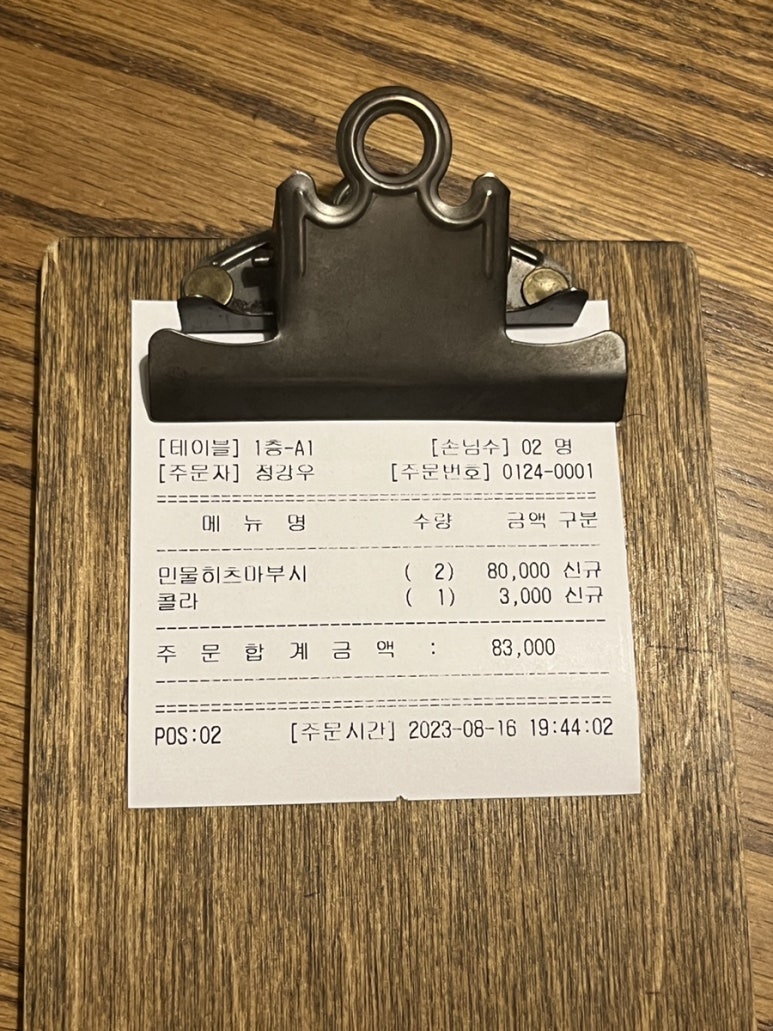 [테이블] 1층-A1 [손님수] 02 명
[주문자] 성강우 [주문번호] 0124-0001
메 뉴 명 수량 금액 구분
민물히츠마부시 ( 2) 80,000 신규
콜라 ( 1) 3,000 신규
주 문 합 계 금 액 : 83,000
POS:02 [주문시간] 2023-08-16 19:44:02